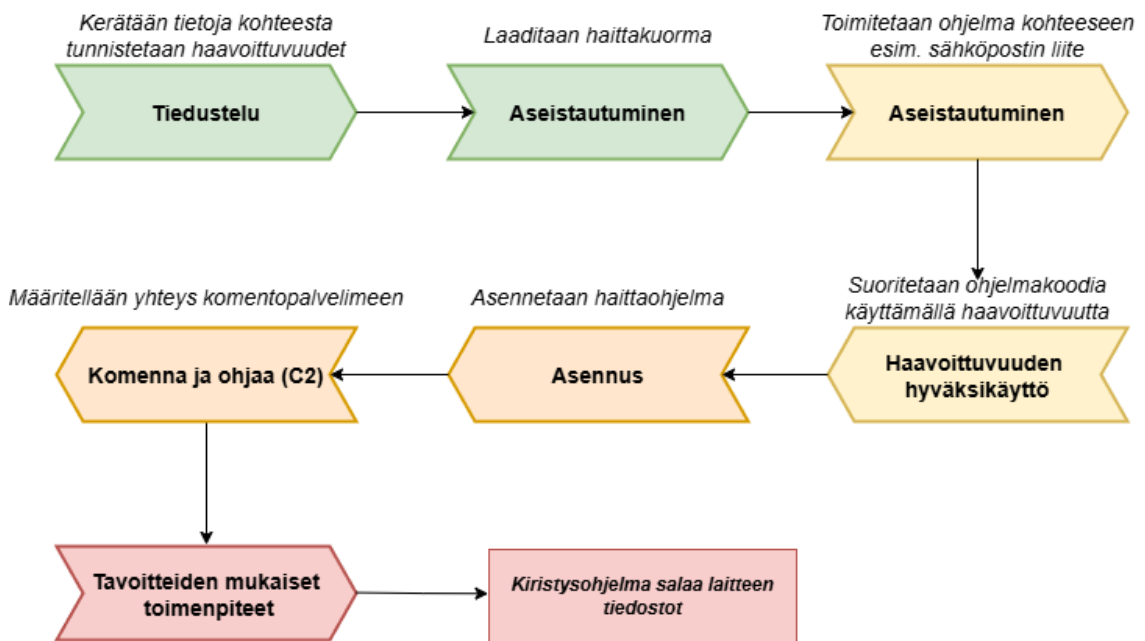 Kerätään tietoja kohteesta
tunnistetaan haavoittuvuudet
Tiedustelu
Laaditaan haittakuorma
Aseistautuminen
Toimitetaan ohjelma kohteeseen
esim. sähköpostin liite
Aseistautuminen
Suoritetaan ohjelmakoodia
käyttämällä haavoittuvuutta
Haavoittuvuuden
hyväksikäyttö
Asennetaan haittaohjelma
Asennus
Määritellään yhteys komentopalvelimeen
Komenna ja ohjaa (C2)
Tavoitteiden mukaiset
toimenpiteet
Kiristysohjelma salaa laitteen
tiedostot